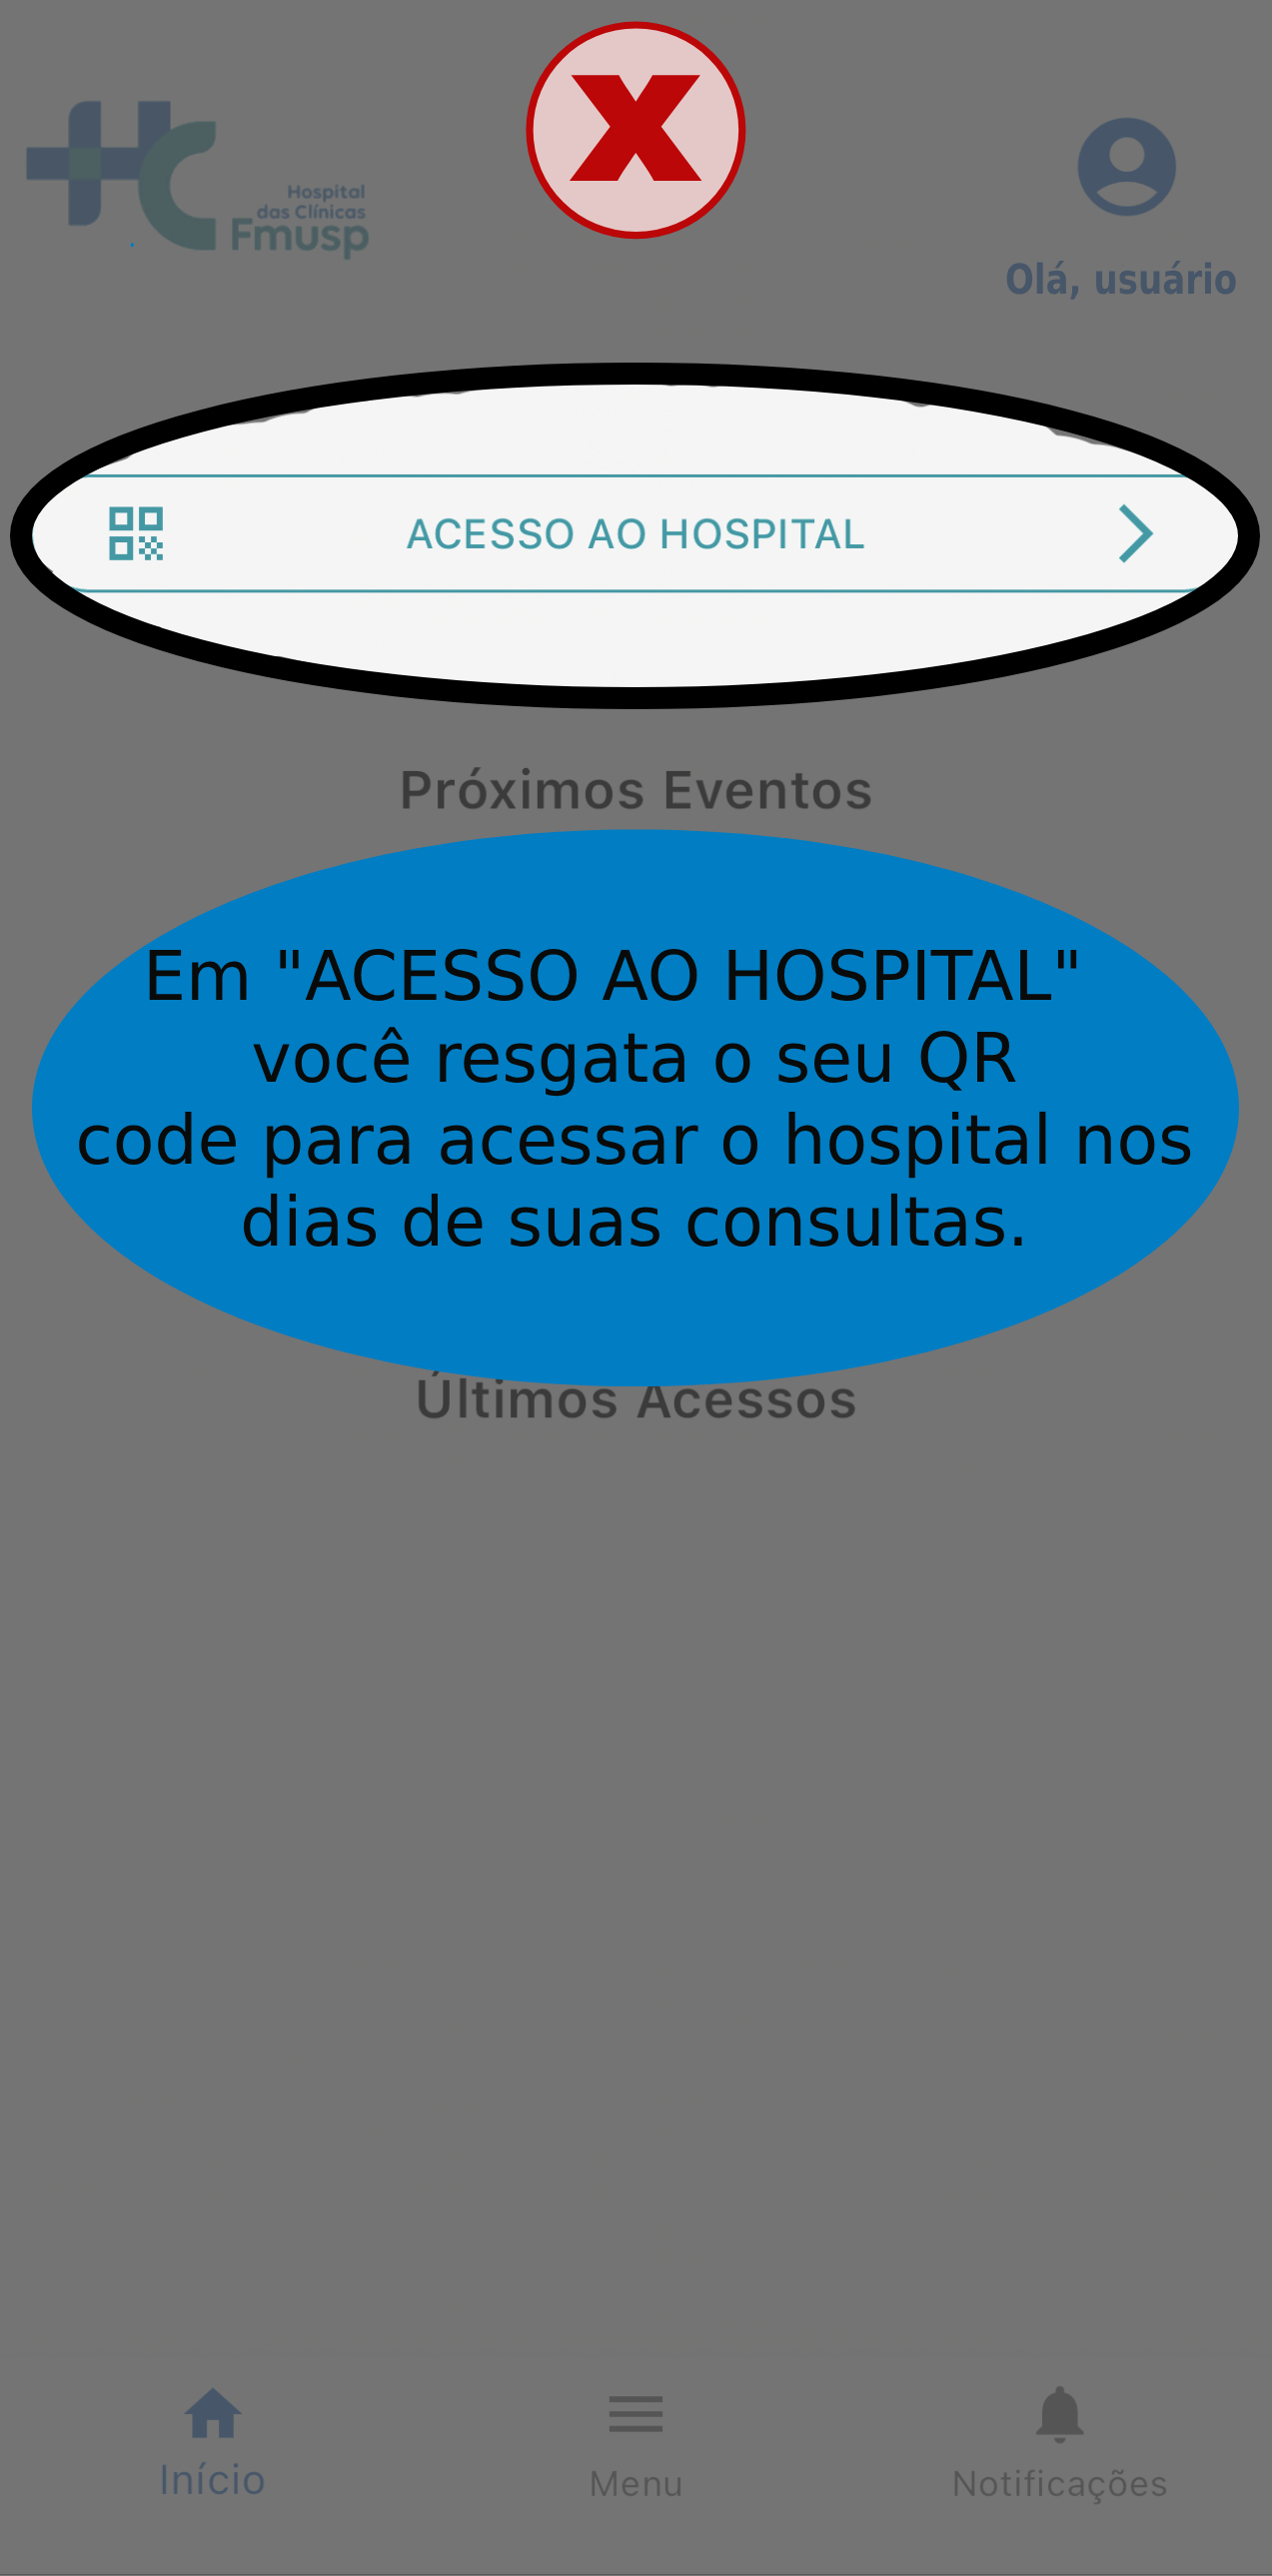 X
Hospital
das Clínicas
Fmusp
Olá, usuário
ACESSO AO HOSPITAL
Próximos Eventos
Em "ACESSO AO HOSPITAL"
você resgata o seu QR
code para acessar o hospital nos
dias de suas consultas.
Últimos Acessos
Início
Menu
Notificações